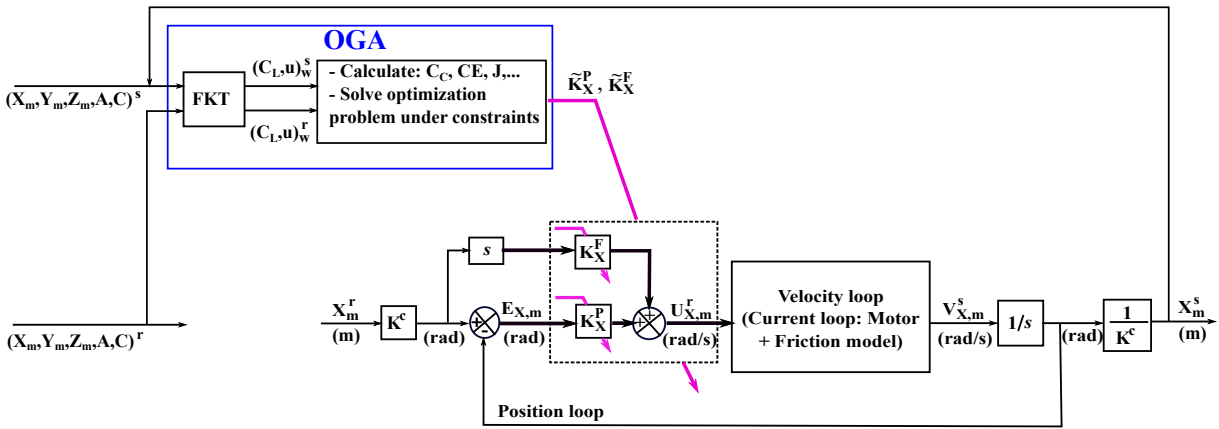 OGA
(X_m,Y_m,Z_m,A,C)^s
FKT
(C_L,u)_w^s
(C_L,u)_w^r
- Calculate: C_C, CE, J,...
- Solve optimization
problem under constraints
K̃_X^P , K̃_X^F
(X_m,Y_m,Z_m,A,C)^r
s
K_X^F
X_m^r
(m)
K^c
(rad)
+
-
E_X,m
(rad)
K_X^P
+
+
U_X,m^r
(rad/s)
Velocity loop
(Current loop: Motor
+ Friction model)
V_X,m^s
(rad/s)
1/s
(rad)
1
K^c
X_m^s
(m)
Position loop